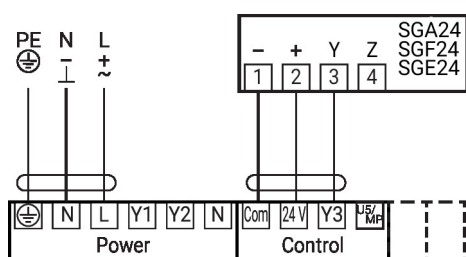 PE N L
- +
⊥ ~
- + Y Z
1 2 3 4
SGA24
SGF24
SGE24
N L Y1 Y2 N
Power
Com 24 V Y3 U5/
MP
Control